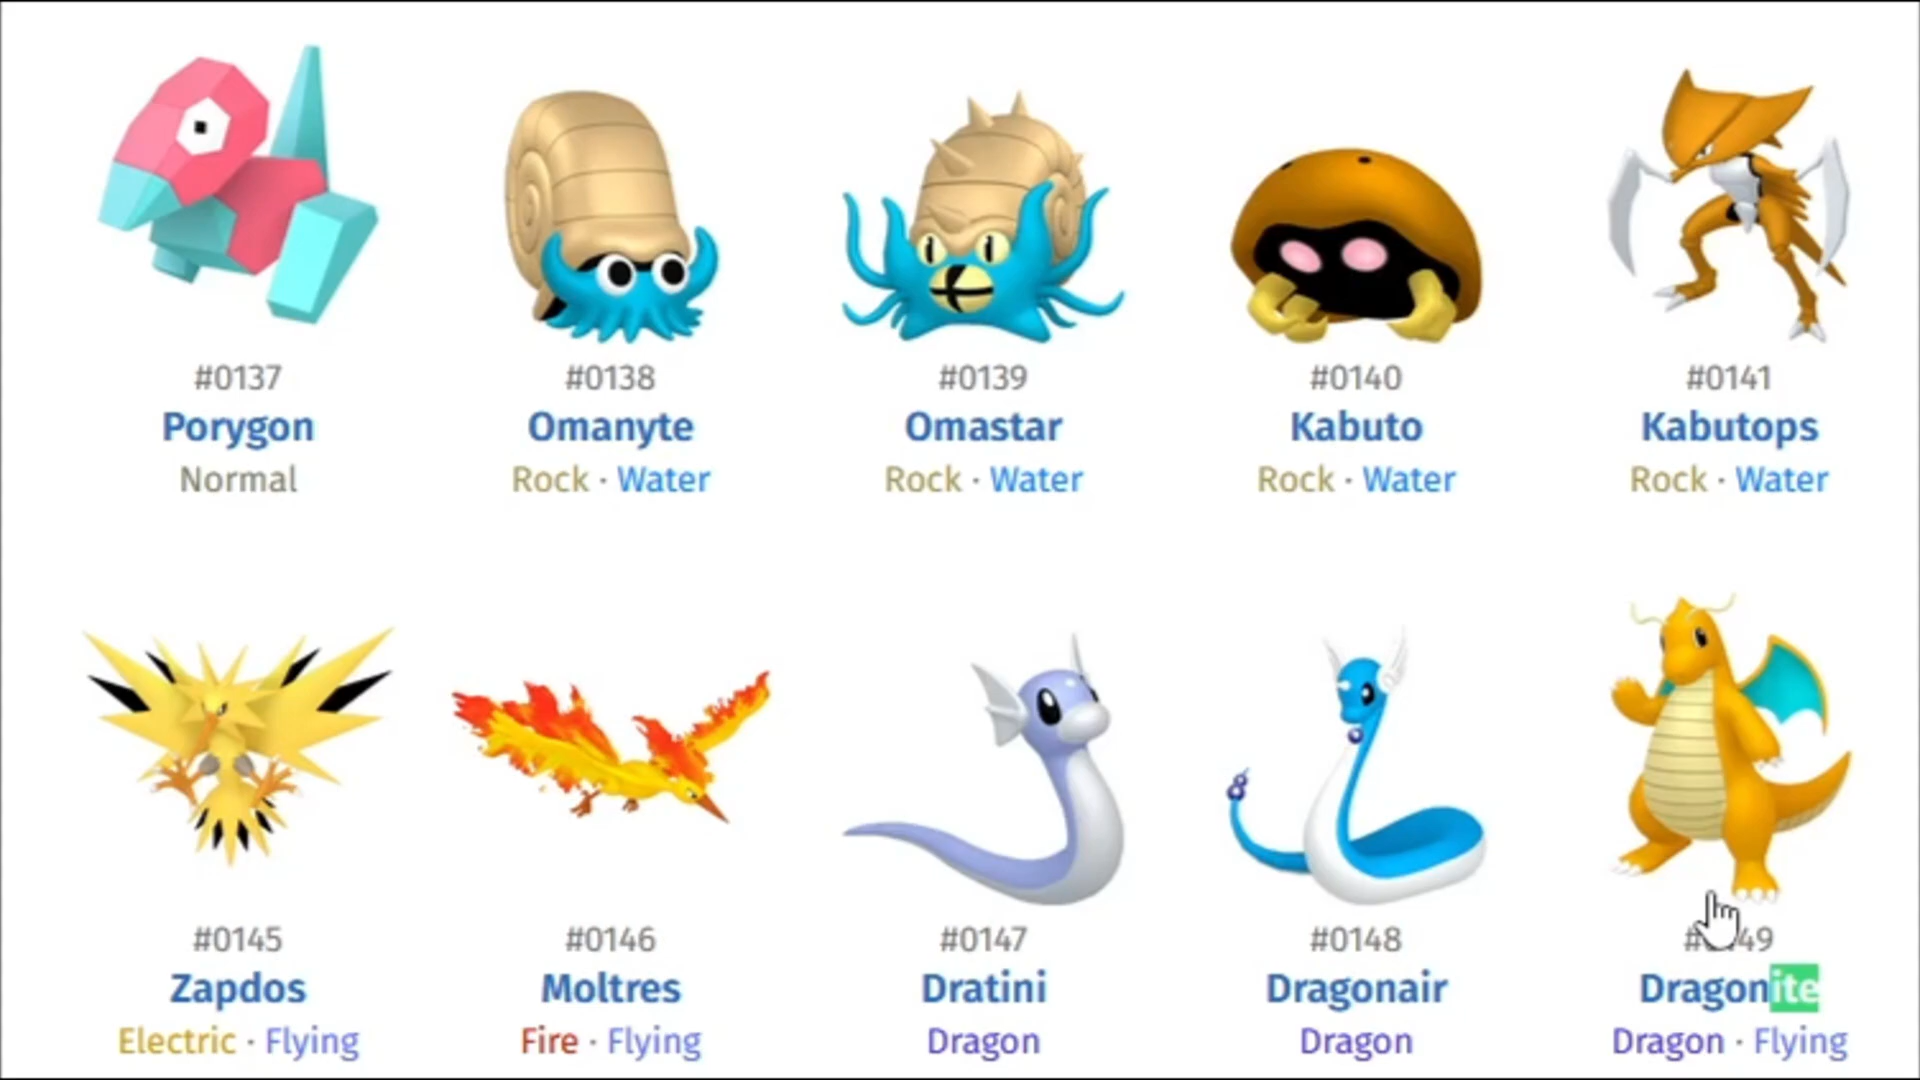 #0137 #0138 #0139 #0140 #0141
Porygon Omanyte Omastar Kabuto Kabutops
Normal Rock · Water Rock · Water Rock · Water Rock · Water
#0145 #0146 #0147 #0148 #0149
Zapdos Moltres Dratini Dragonair Dragonite
Electric · Flying Fire · Flying Dragon Dragon Dragon · Flying